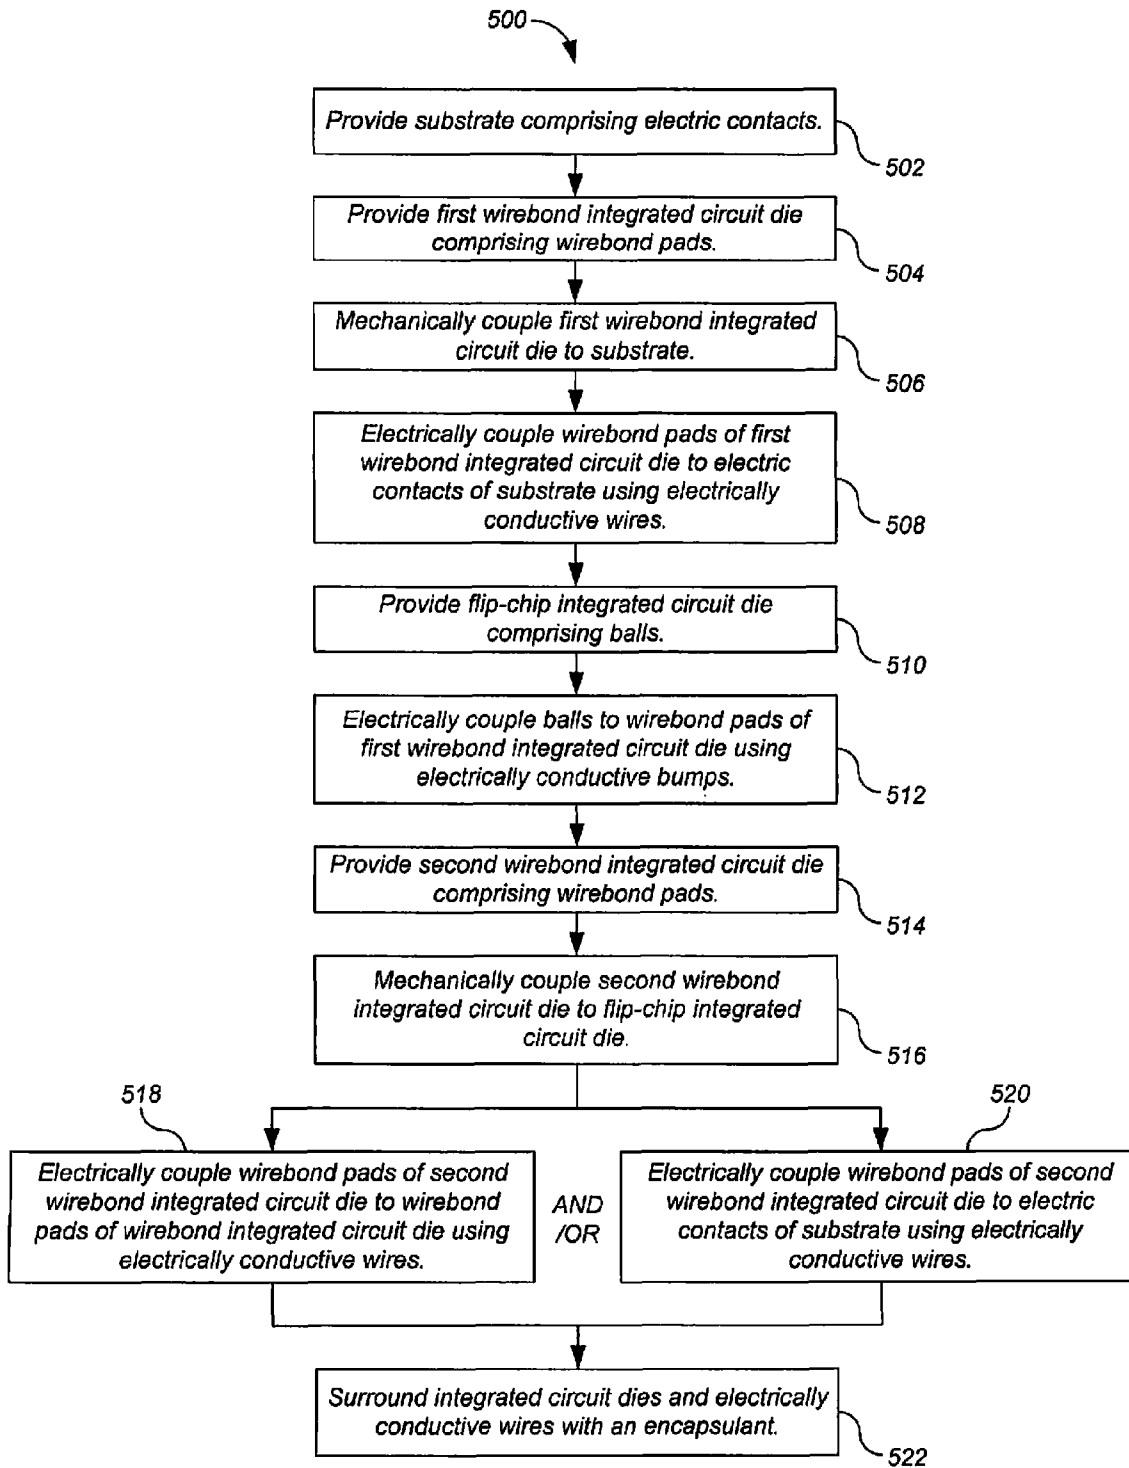 500
Provide substrate comprising electric contacts.
502
Provide first wirebond integrated circuit die
comprising wirebond pads.
504
Mechanically couple first wirebond integrated
circuit die to substrate.
506
Electrically couple wirebond pads of first
wirebond integrated circuit die to electric
contacts of substrate using electrically
conductive wires.
508
Provide flip-chip integrated circuit die
comprising balls.
510
Electrically couple balls to wirebond pads of
first wirebond integrated circuit die using
electrically conductive bumps.
512
Provide second wirebond integrated circuit die
comprising wirebond pads.
514
Mechanically couple second wirebond
integrated circuit die to flip-chip integrated
circuit die.
516
518
Electrically couple wirebond pads of second
wirebond integrated circuit die to wirebond
pads of wirebond integrated circuit die using
electrically conductive wires.
AND
/OR
520
Electrically couple wirebond pads of second
wirebond integrated circuit die to electric
contacts of substrate using electrically
conductive wires.
Surround integrated circuit dies and electrically
conductive wires with an encapsulant.
522